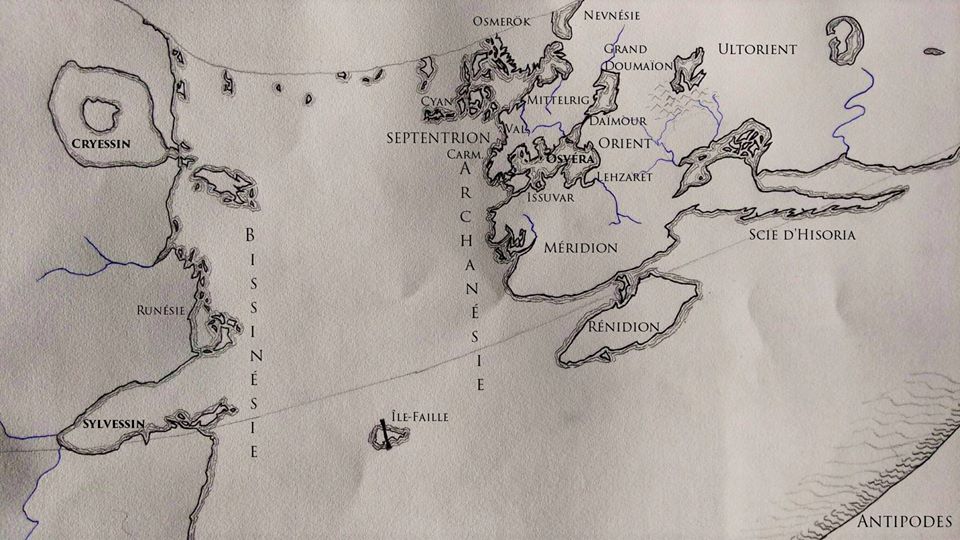 Osmerök
Nevnésie
Grand
Doumaïon
Ultorient
Cyan
Mittelrig
Daimour
Septentrion
Val.
Carm.
Orient
Cryessin
Osvera
Lehzarêt
Issuvar
Archanésie
Bissinésie
Méridion
Scie d'Hisoria
Runésie
Rénidion
Sylvessin
Île-Faille
Antipodes